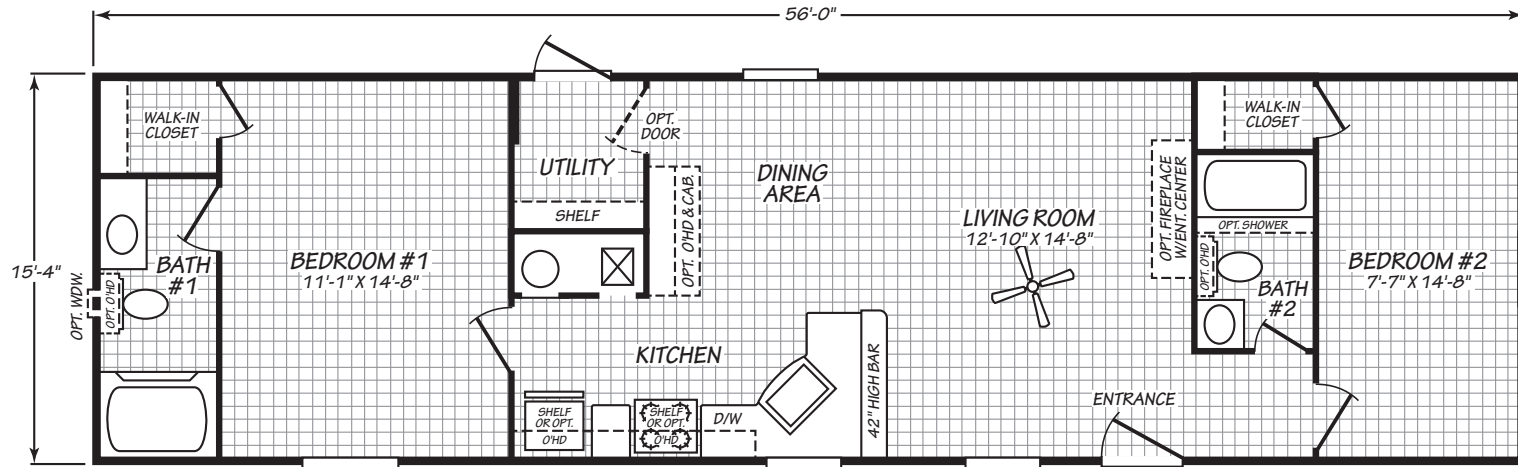 56'-0"
15'-4"
WALK-IN
CLOSET
OPT. WDW.
OPT. O'HD
BATH
#1
BEDROOM #1
11'-1" X 14'-8"
UTILITY
SHELF
OPT.
DOOR
OPT. O'HD & CAB.
DINING
AREA
KITCHEN
SHELF
OR OPT.
O'HD
SHELF
OR OPT.
O'HD
D/W
42" HIGH BAR
LIVING ROOM
12'-10" X 14'-8"
ENTRANCE
OPT. FIREPLACE
W/ENT. CENTER
WALK-IN
CLOSET
OPT. SHOWER
OPT. O'HD
BATH
#2
BEDROOM #2
7'-7" X 14'-8"